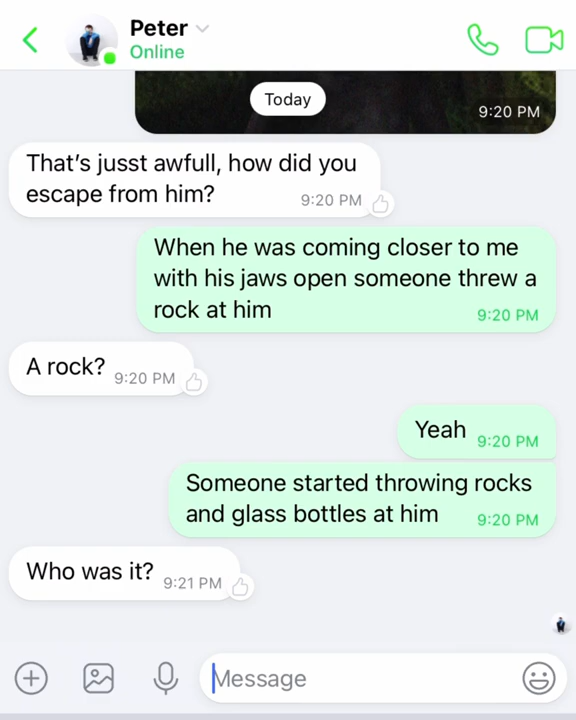 Peter
Online
Today
9:20 PM
That’s jusst awfull, how did you
escape from him?
9:20 PM
When he was coming closer to me
with his jaws open someone threw a
rock at him
9:20 PM
A rock?
9:20 PM
Yeah
9:20 PM
Someone started throwing rocks
and glass bottles at him
9:20 PM
Who was it?
9:21 PM
Message